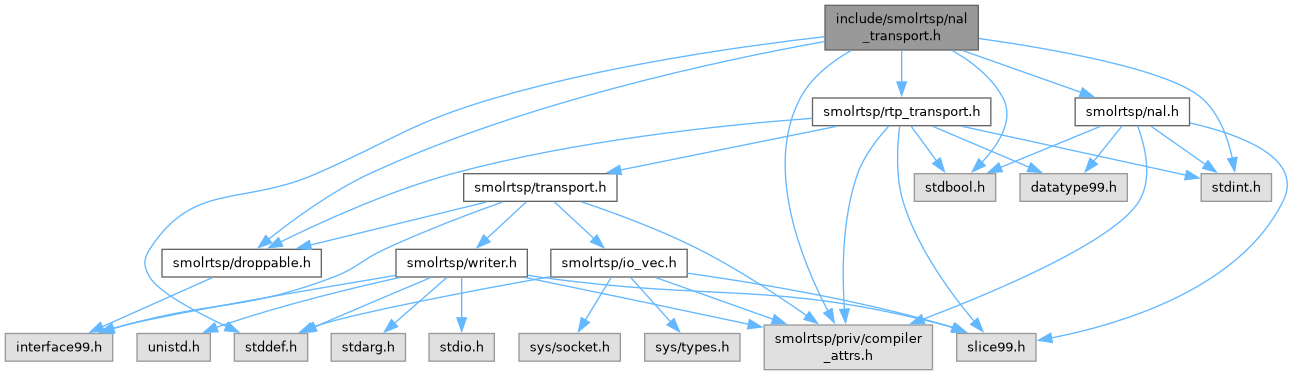 include/smolrtsp/nal
_transport.h
smolrtsp/rtp_transport.h
smolrtsp/nal.h
smolrtsp/transport.h
stdbool.h
datatype99.h
stdint.h
smolrtsp/droppable.h
smolrtsp/writer.h
smolrtsp/io_vec.h
interface99.h
unistd.h
stddef.h
stdarg.h
stdio.h
sys/socket.h
sys/types.h
smolrtsp/priv/compiler
_attrs.h
slice99.h